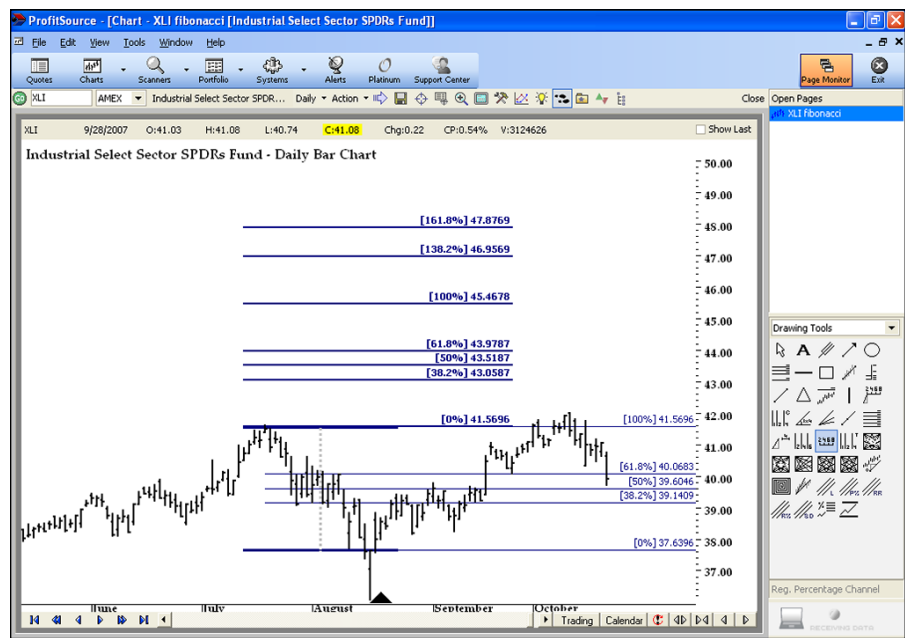 ProfitSource - [Chart - XLI fibonacci [Industrial Select Sector SPDRs Fund]]
File Edit View Tools Window Help
Quotes Charts Scanners Portfolio Systems Alerts Platinum Support Center Page Monitor Exit
GO XLI AMEX Industrial Select Sector SPDR... Daily Action Close Open Pages
XLI fibonacci
XLI 9/28/2007 O:41.03 H:41.08 L:40.74 C:41.08 Chg:0.22 CP:0.54% V:3124626 Show Last
Industrial Select Sector SPDRs Fund - Daily Bar Chart
50.00
49.00
[161.8%] 47.8769
48.00
[138.2%] 46.9569
47.00
46.00
[100%] 45.4678
45.00
Drawing Tools
[61.8%] 43.9787
44.00
[50%] 43.5187
[38.2%] 43.0587
43.00
[0%] 41.5696 [100%] 41.5696
42.00
41.00
[61.8%] 40.0683
40.00
[50%] 39.6046
[38.2%] 39.1409
39.00
[0%] 37.6396
38.00
37.00
Reg. Percentage Channel
June July August September October
Trading Calendar
RECEIVING DATA